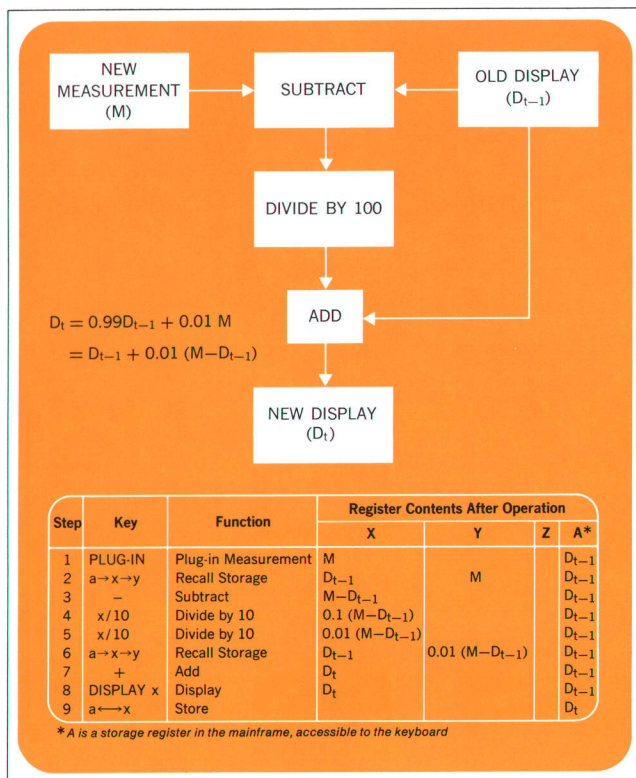 NEW
MEASUREMENT
(M)
SUBTRACT
OLD DISPLAY
(Dt−1)
DIVIDE BY 100
ADD
Dt = 0.99Dt−1 + 0.01 M
= Dt−1 + 0.01 (M−Dt−1)
NEW DISPLAY
(Dt)
Step Key Function Register Contents After Operation
X Y Z A*
1 PLUG-IN Plug-in Measurement M Dt−1
2 a→x→y Recall Storage Dt−1 M Dt−1
3 − Subtract M−Dt−1 Dt−1
4 x/10 Divide by 10 0.1 (M−Dt−1) Dt−1
5 x/10 Divide by 10 0.01 (M−Dt−1) Dt−1
6 a→x→y Recall Storage Dt−1 0.01 (M−Dt−1) Dt−1
7 + Add Dt Dt−1
8 DISPLAY x Display Dt Dt−1
9 a⟷x Store Dt
*A is a storage register in the mainframe, accessible to the keyboard